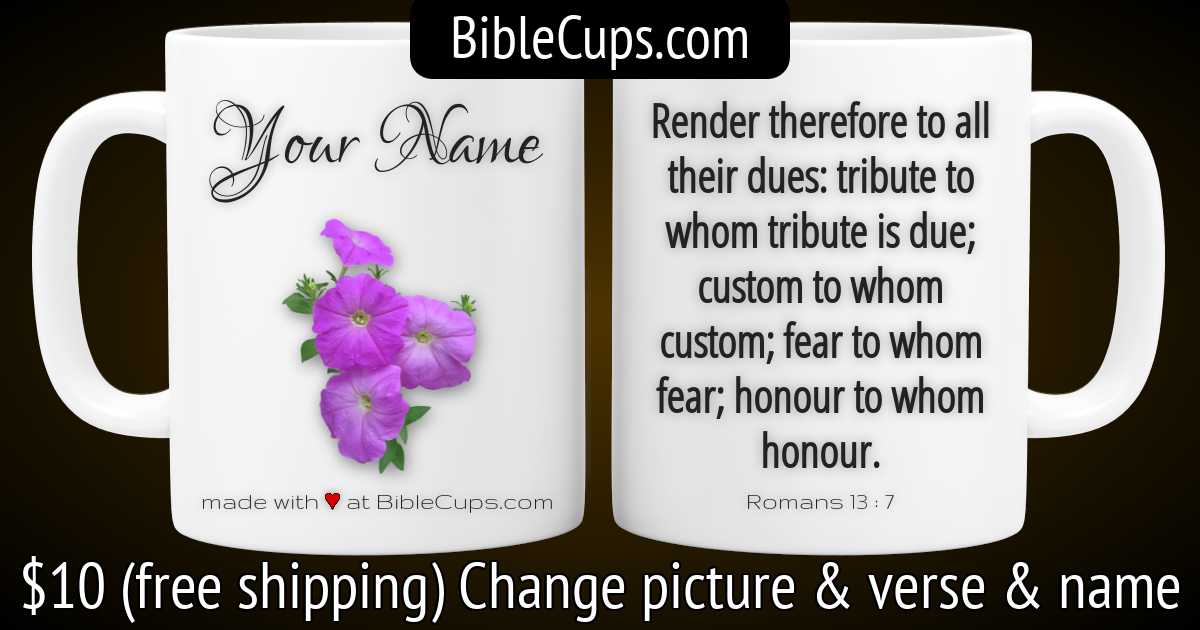 BibleCups.com
Your Name
made with ♥ at BibleCups.com
Render therefore to all
their dues: tribute to
whom tribute is due;
custom to whom
custom; fear to whom
fear; honour to whom
honour.
Romans 13 : 7
$10 (free shipping) Change picture & verse & name